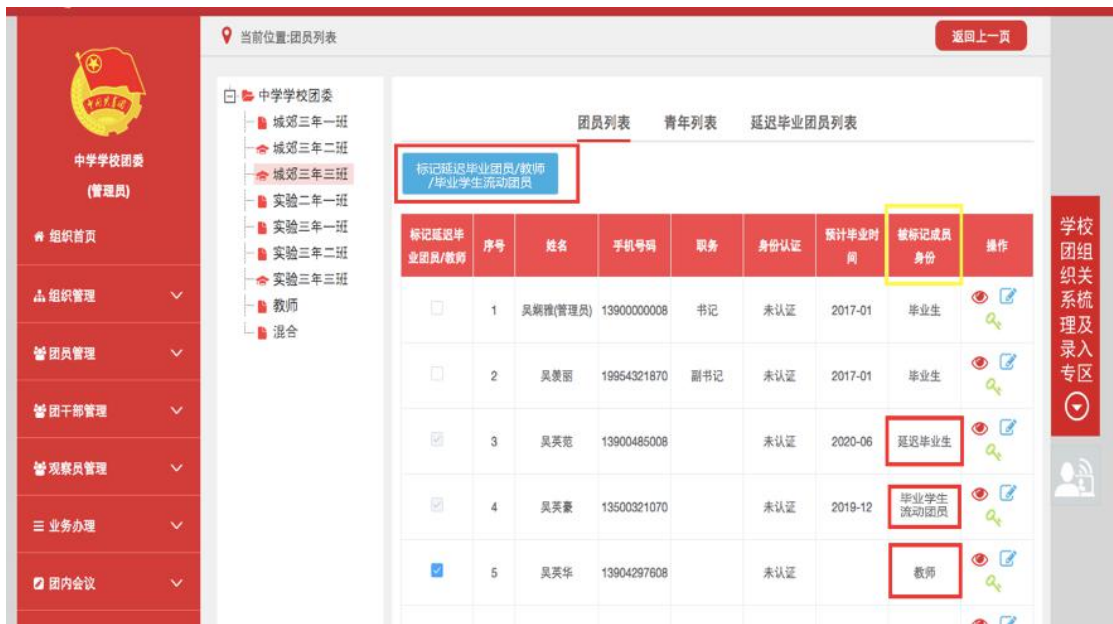 当前位置:团员列表
返回上一页
中学学校团委
(管理员)
组织首页
组织管理
团员管理
团干部管理
观察员管理
业务办理
团内会议
中学学校团委
城郊三年一班
城郊三年二班
城郊三年三班
实验二年一班
实验三年一班
实验三年二班
实验三年三班
教师
混合
团员列表 青年列表 延迟毕业团员列表
标记延迟毕业团员/教师
/毕业学生流动团员
标记延迟毕业团员/教师 序号 姓名 手机号码 职务 身份认证 预计毕业时间 被标记成员身份 操作
1 吴娴雅(管理员) 13900000008 书记 未认证 2017-01 毕业生
2 吴羡丽 19954321870 副书记 未认证 2017-01 毕业生
3 吴英范 13900485008 未认证 2020-06 延迟毕业生
4 吴英豪 13500321070 未认证 2019-12 毕业学生流动团员
5 吴英华 13904297608 未认证 教师
学校
团组
织关
系梳
理及
录入
专区